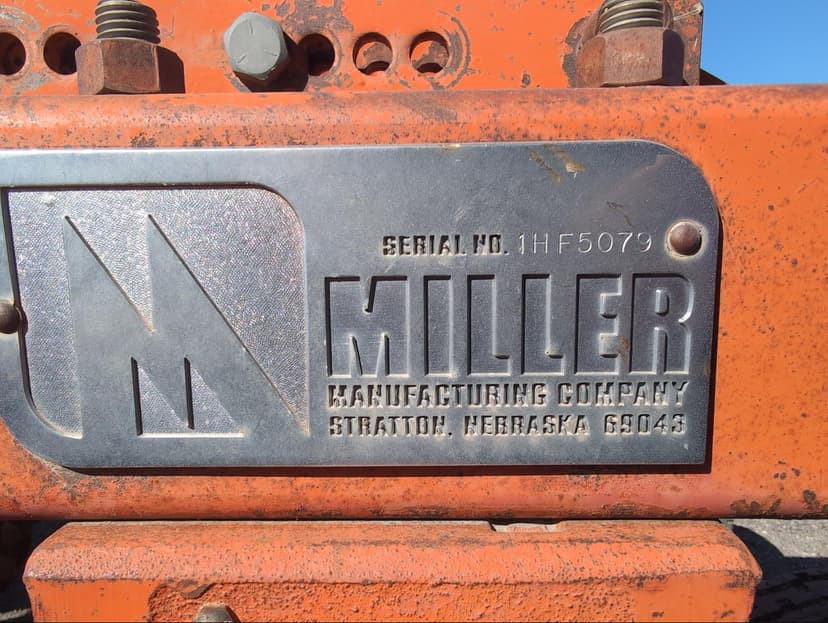 SERIAL NO. 1HF5079
MILLER
MANUFACTURING COMPANY
STRATTON, NEBRASKA 69043